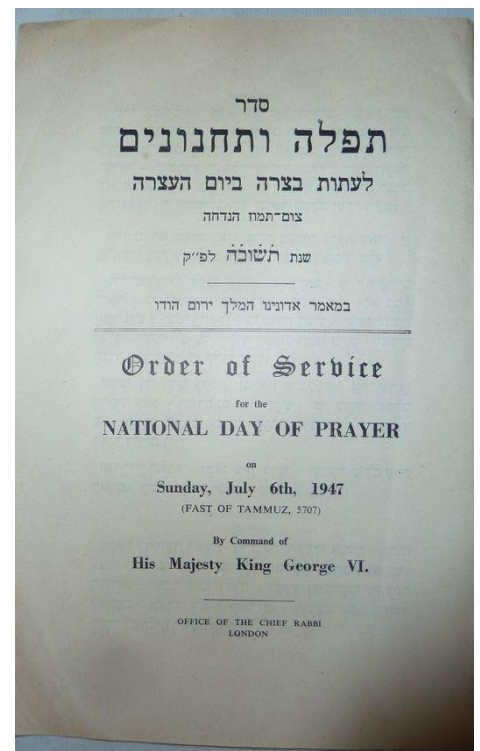 סדר
תפלה ותחנונים
לעתות בצרה ביום העצרה
צום־תמוז הנדחה
שנת תשובה לפ״ק
במאמר אדונינו המלך ירום הודו
Order of Service
for the
NATIONAL DAY OF PRAYER
on
Sunday, July 6th, 1947
(FAST OF TAMMUZ, 5707)
By Command of
His Majesty King George VI.
OFFICE OF THE CHIEF RABBI
LONDON